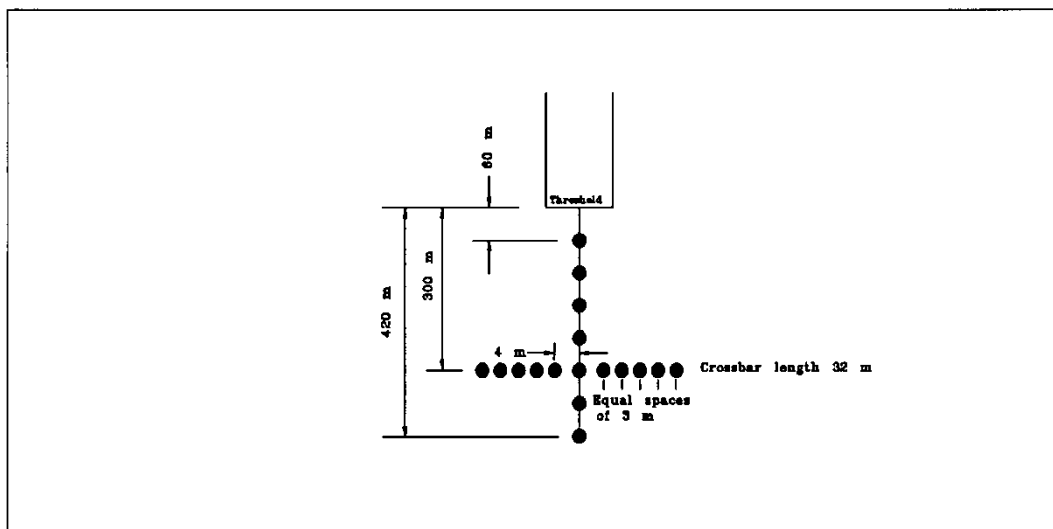 60 m
Threshold
300 m
420 m
4 m
Crossbar length 32 m
Equal spaces
of 3 m